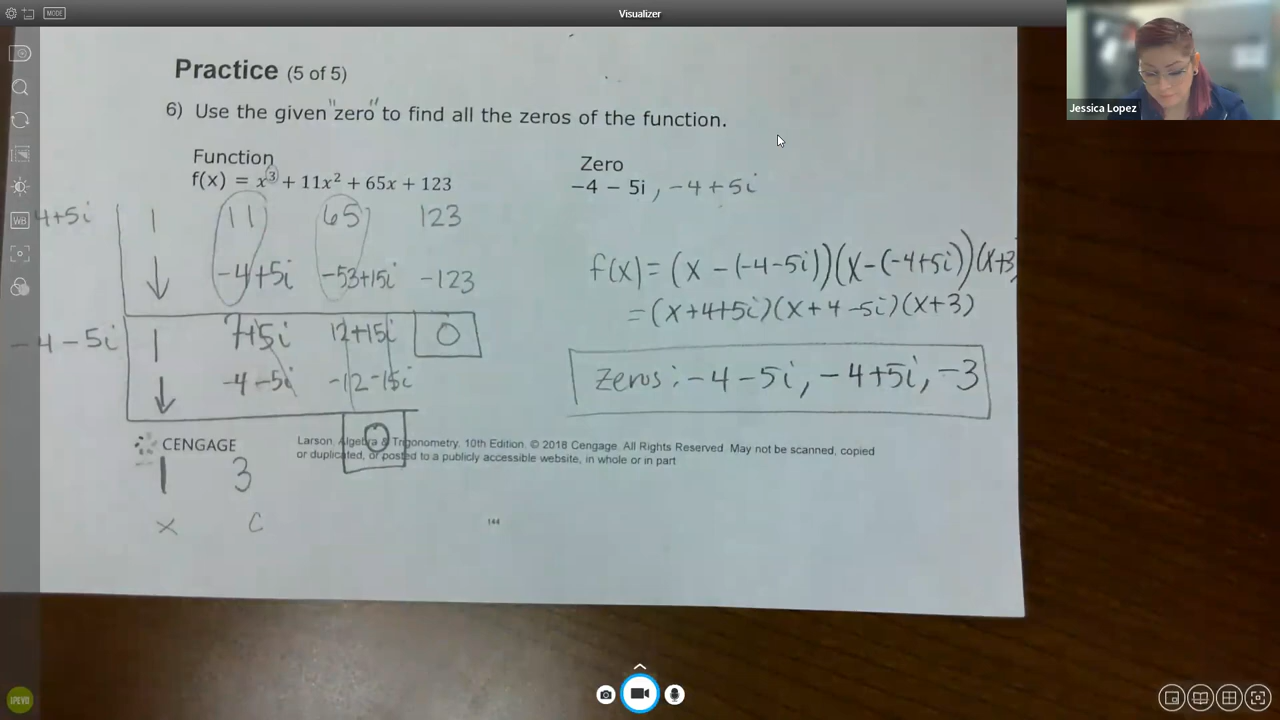 MODE
Visualizer
Jessica Lopez
WB
Practice (5 of 5)
6) Use the given "zero" to find all the zeros of the function.
Function
f(x) = x³ + 11x² + 65x + 123
Zero
−4 − 5i , −4 + 5i
4+5i | 1 11 65 123
↓ −4+5i −53+15i −123
−4−5i | 1 7+5i 12+15i 0
↓ −4−5i −12−15i
0
1 3
x c
f(x) = (x −(−4−5i))(x−(−4+5i))(x+3)
= (x+4+5i)(x+4−5i)(x+3)
Zeros: −4−5i, −4+5i, −3
CENGAGE
Larson, Algebra & Trigonometry, 10th Edition. © 2018 Cengage. All Rights Reserved. May not be scanned, copied
or duplicated, or posted to a publicly accessible website, in whole or in part
144
IPEVO